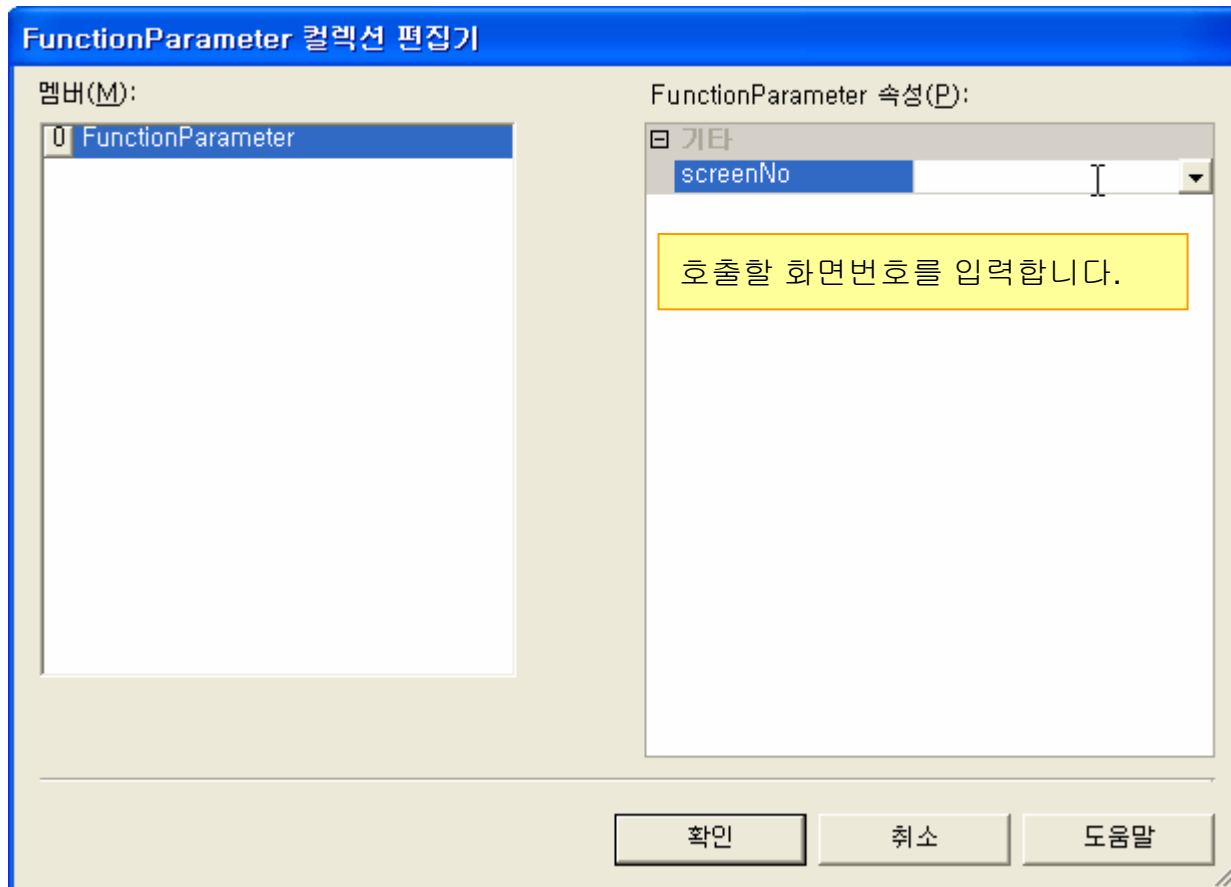 FunctionParameter 컬렉션 편집기
멤버(M):
FunctionParameter 속성(P):
0 FunctionParameter
기타
screenNo
호출할 화면번호를 입력합니다.
확인
취소
도움말